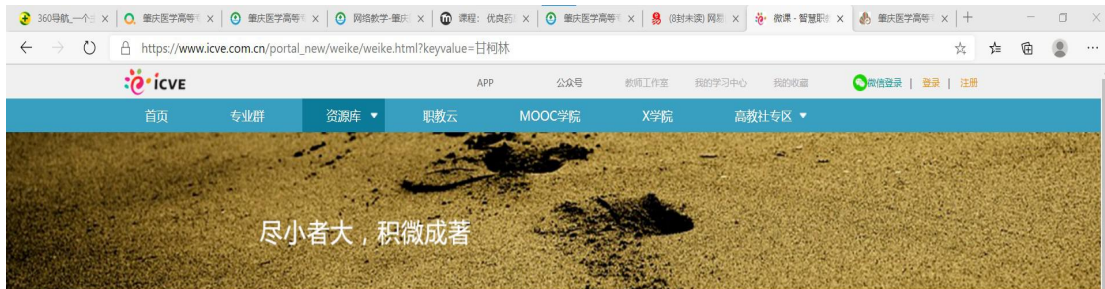 360导航_一个主
肇庆医学高等专
肇庆医学高等专
网络教学-肇庆
课程：优良药
肇庆医学高等专
(8封未读) 网易
微课 - 智慧职教
肇庆医学高等专
https://www.icve.com.cn/portal_new/weike/weike.html?keyvalue=甘柯林
icve
APP
公众号
教师工作室
我的学习中心
我的收藏
微信登录 | 登录 | 注册
首页
专业群
资源库
职教云
MOOC学院
X学院
高教社专区
尽小者大，积微成著